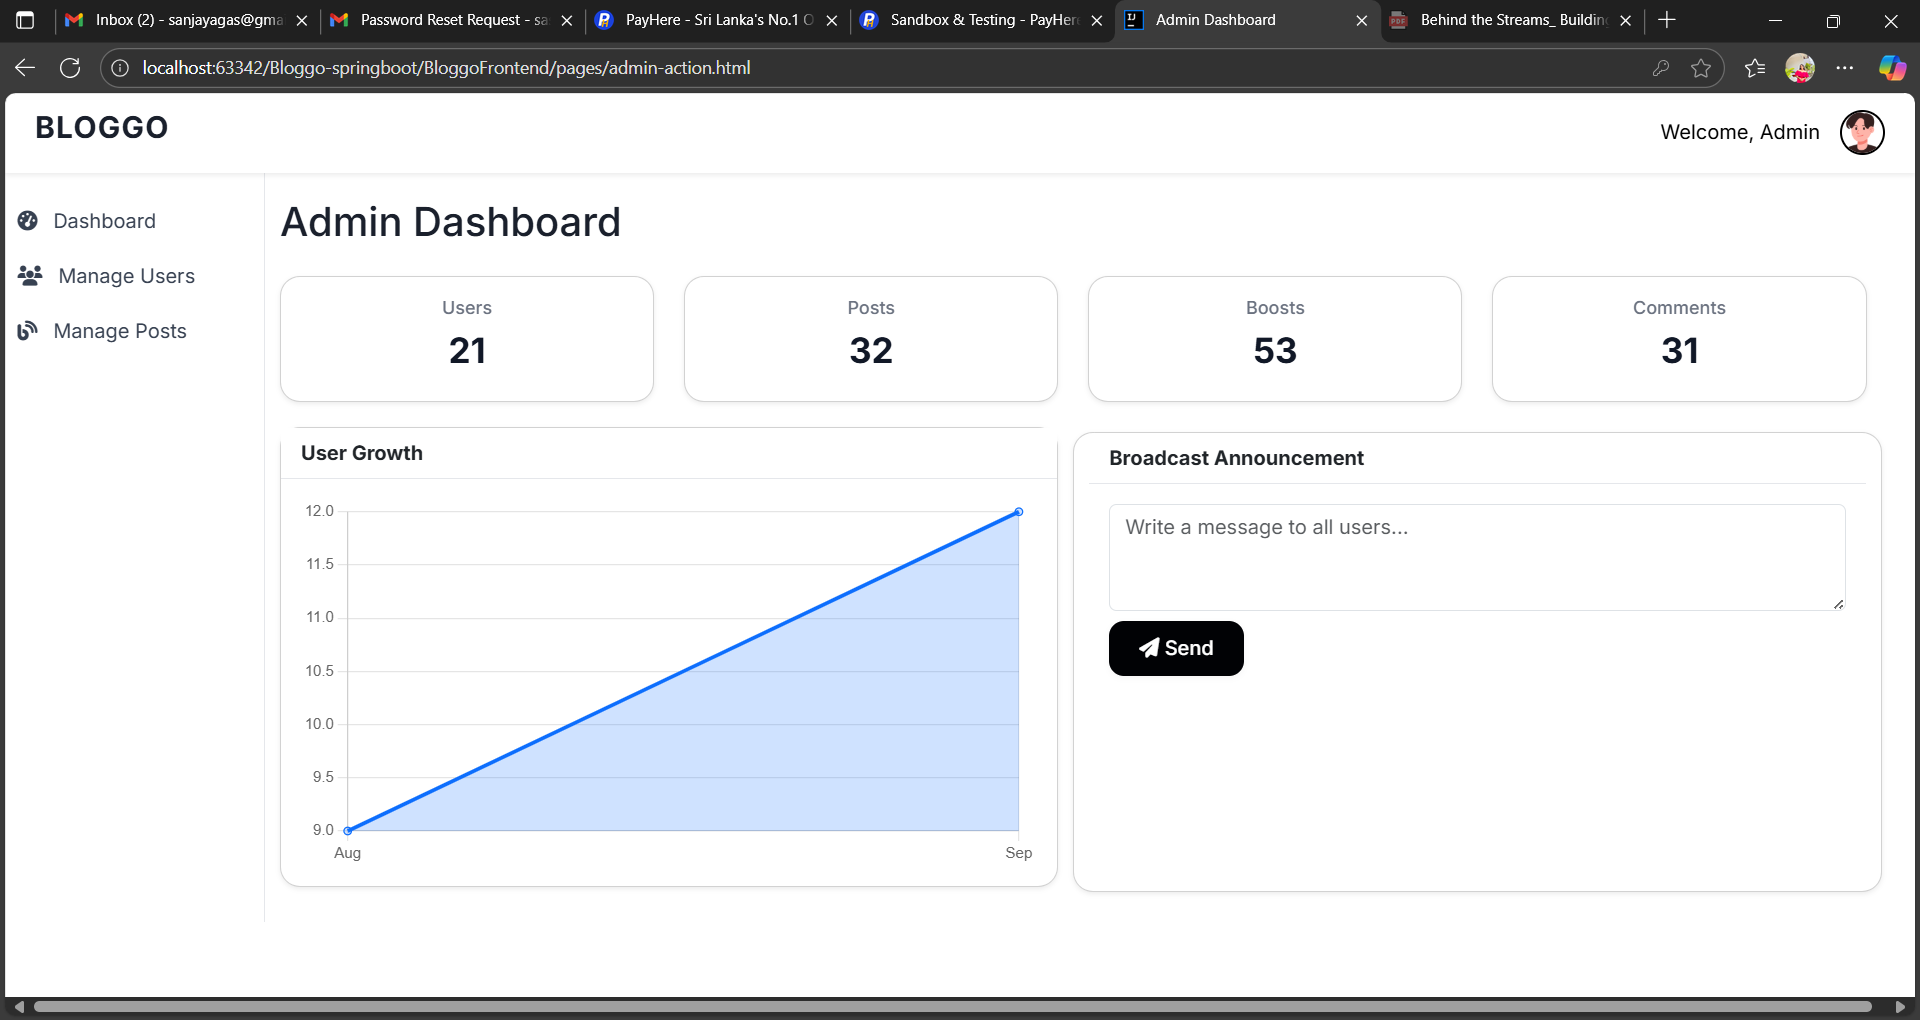 Inbox (2) - sanjayagas@gma
Password Reset Request - sa
PayHere - Sri Lanka's No.1 O
Sandbox & Testing - PayHere
Admin Dashboard
Behind the Streams_ Building
localhost:63342/Bloggo-springboot/BloggoFrontend/pages/admin-action.html
BLOGGO
Welcome, Admin
Dashboard
Manage Users
Manage Posts
Admin Dashboard
Users
21
Posts
32
Boosts
53
Comments
31
User Growth
12.0
11.5
11.0
10.5
10.0
9.5
9.0
Aug
Sep
Broadcast Announcement
Write a message to all users...
Send